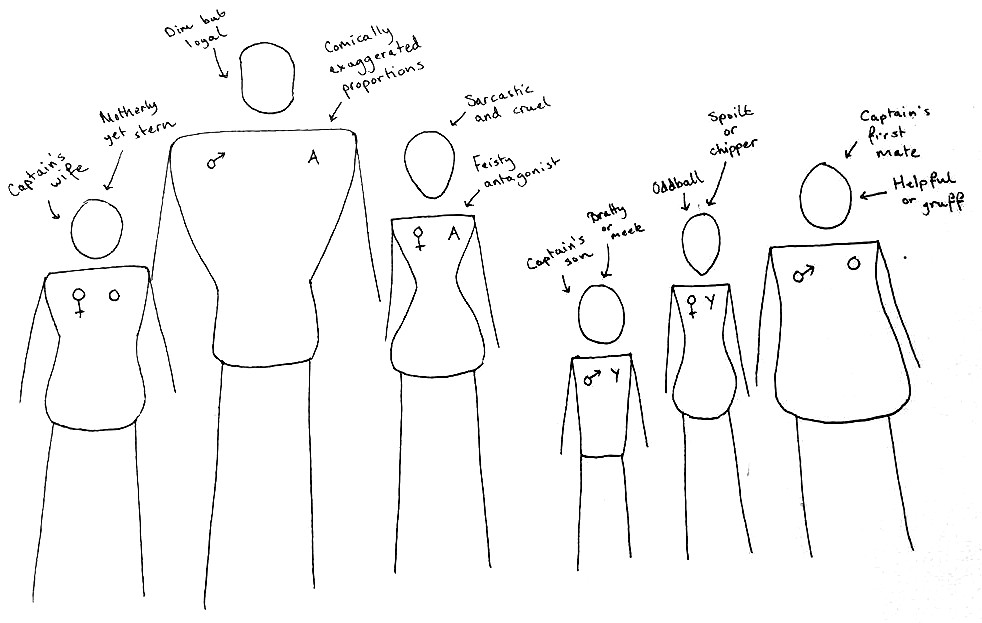 Captain's
wife
Motherly
yet stern
♀ O
Dim but
loyal
Comically
exaggerated
proportions
♂ A
Sarcastic
and cruel
Feisty
antagonist
♀ A
Captain's
son
Bratty
or
meek
♂ Y
Oddball
Spoilt
or
chipper
♀ Y
Captain's
first
mate
Helpful
or gruff
♂ O